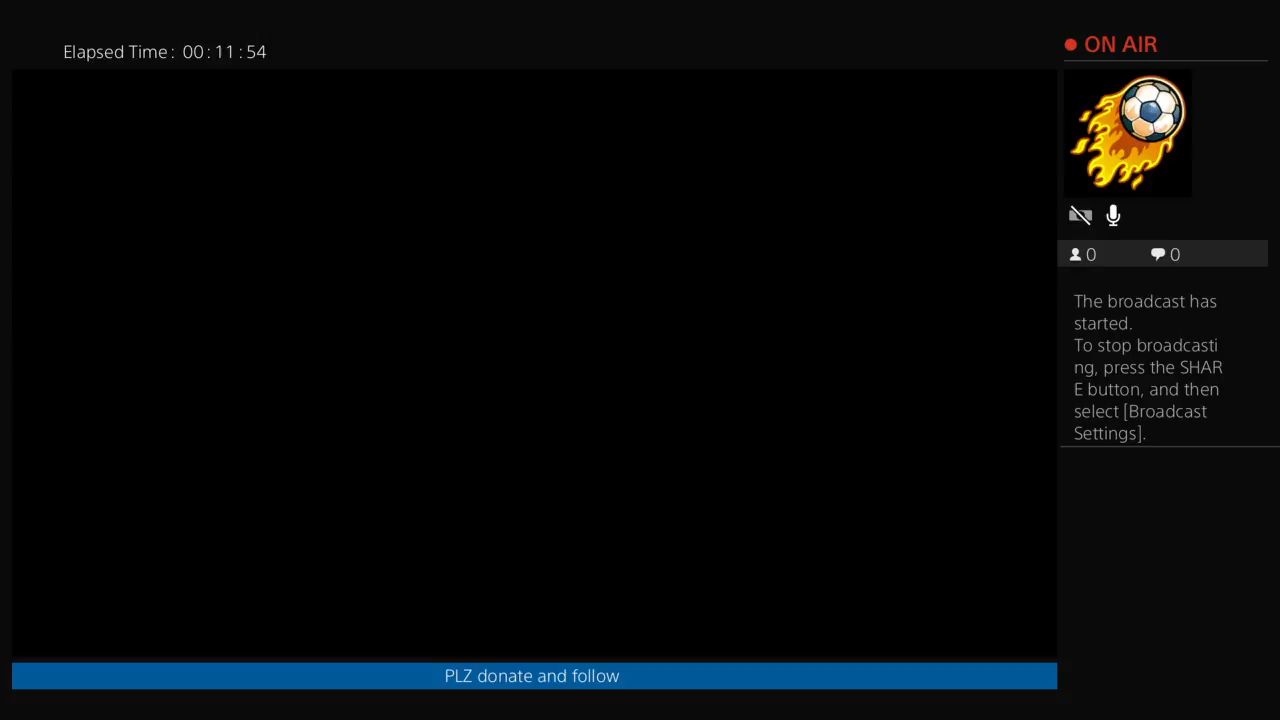 Elapsed Time: 00:11:54
ON AIR
0 0
The broadcast has
started.
To stop broadcasti
ng, press the SHAR
E button, and then
select [Broadcast
Settings].
PLZ donate and follow